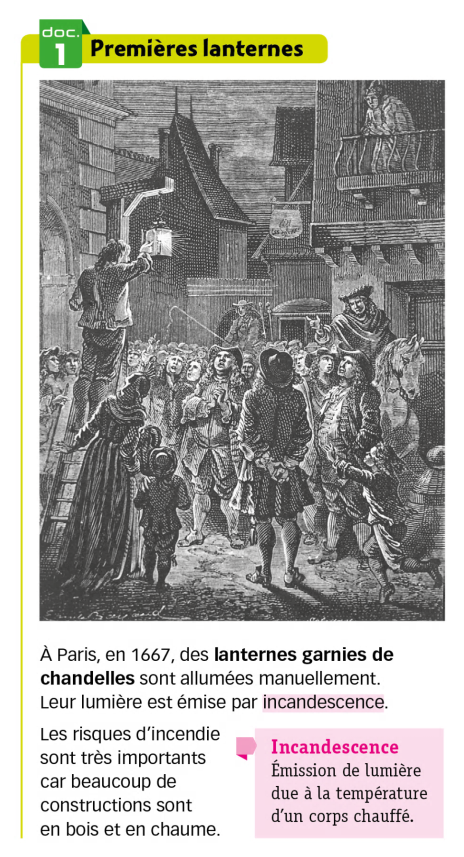 doc.
1
Premières lanternes
À Paris, en 1667, des lanternes garnies de
chandelles sont allumées manuellement.
Leur lumière est émise par incandescence.
Les risques d’incendie
sont très importants
car beaucoup de
constructions sont
en bois et en chaume.
Incandescence
Émission de lumière
due à la température
d’un corps chauffé.